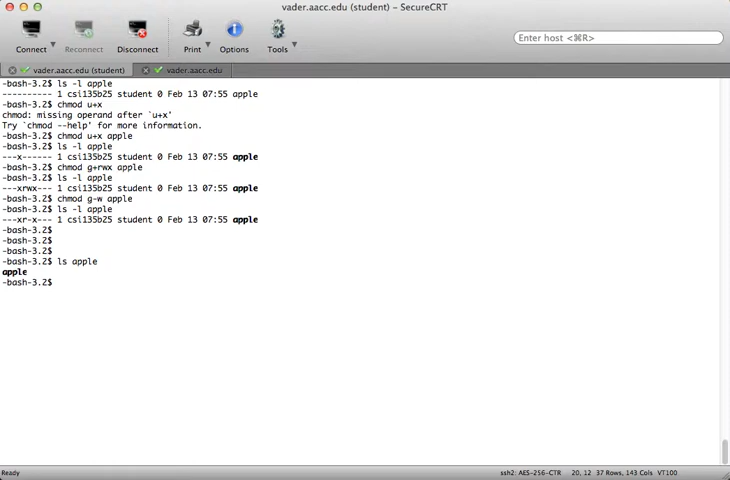 vader.aacc.edu (student) – SecureCRT
Connect
Reconnect
Disconnect
Print
Options
Tools
Enter host <⌘R>
vader.aacc.edu (student)
vader.aacc.edu
-bash-3.2$ ls -l apple
---------- 1 csi135b25 student 0 Feb 13 07:55 apple
-bash-3.2$ chmod u+x
chmod: missing operand after `u+x'
Try `chmod --help' for more information.
-bash-3.2$ chmod u+x apple
-bash-3.2$ ls -l apple
---x------ 1 csi135b25 student 0 Feb 13 07:55 apple
-bash-3.2$ chmod g+rwx apple
-bash-3.2$ ls -l apple
---xrwx--- 1 csi135b25 student 0 Feb 13 07:55 apple
-bash-3.2$ chmod g-w apple
-bash-3.2$ ls -l apple
---xr-x--- 1 csi135b25 student 0 Feb 13 07:55 apple
-bash-3.2$
-bash-3.2$
-bash-3.2$
-bash-3.2$ ls apple
apple
-bash-3.2$
Ready
ssh2: AES-256-CTR 20, 12 37 Rows, 143 Cols VT100